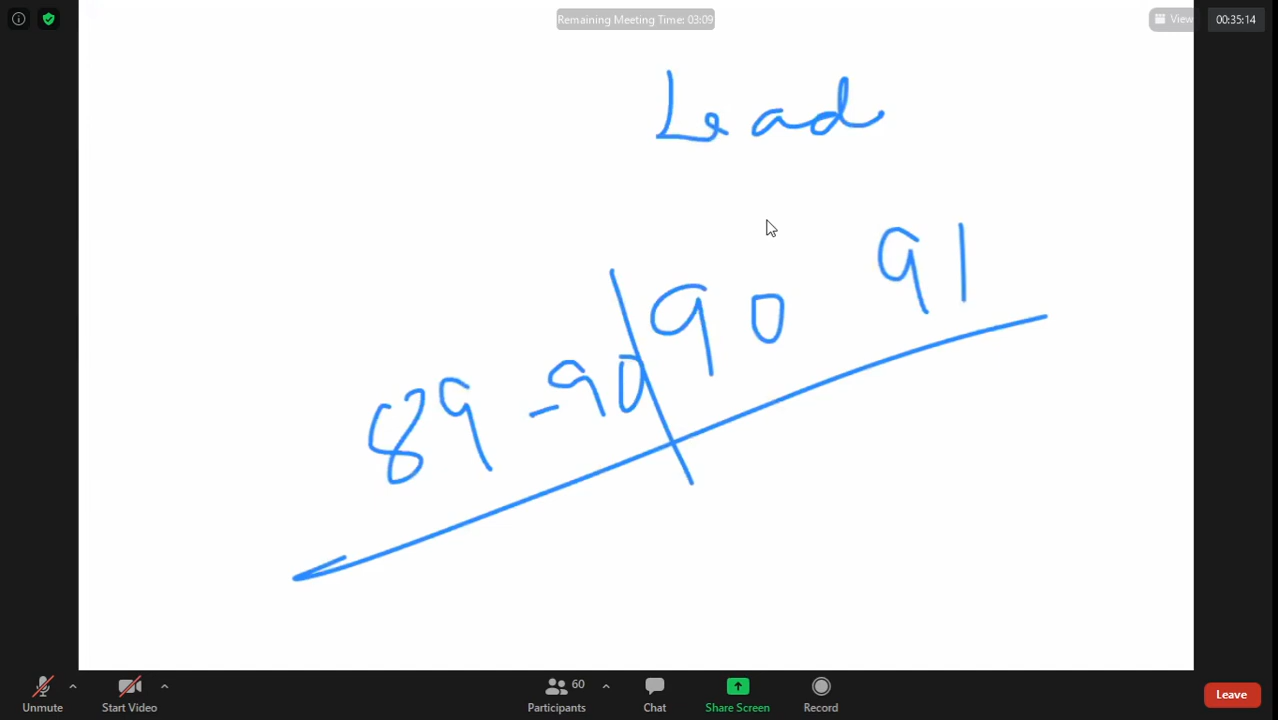 Remaining Meeting Time: 03:09
View
00:35:14
Lead
89 - 90 90 91
Unmute
Start Video
60
Participants
Chat
Share Screen
Record
Leave